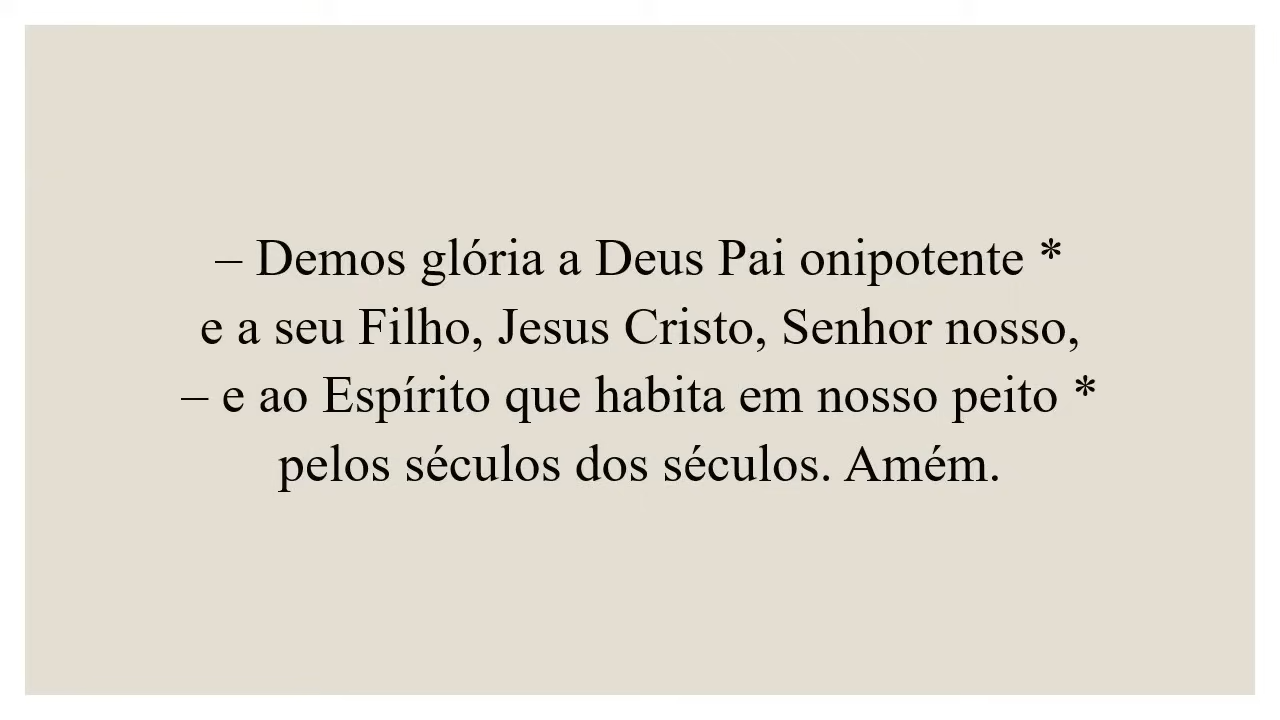 – Demos glória a Deus Pai onipotente *
e a seu Filho, Jesus Cristo, Senhor nosso,
– e ao Espírito que habita em nosso peito *
pelos séculos dos séculos. Amém.